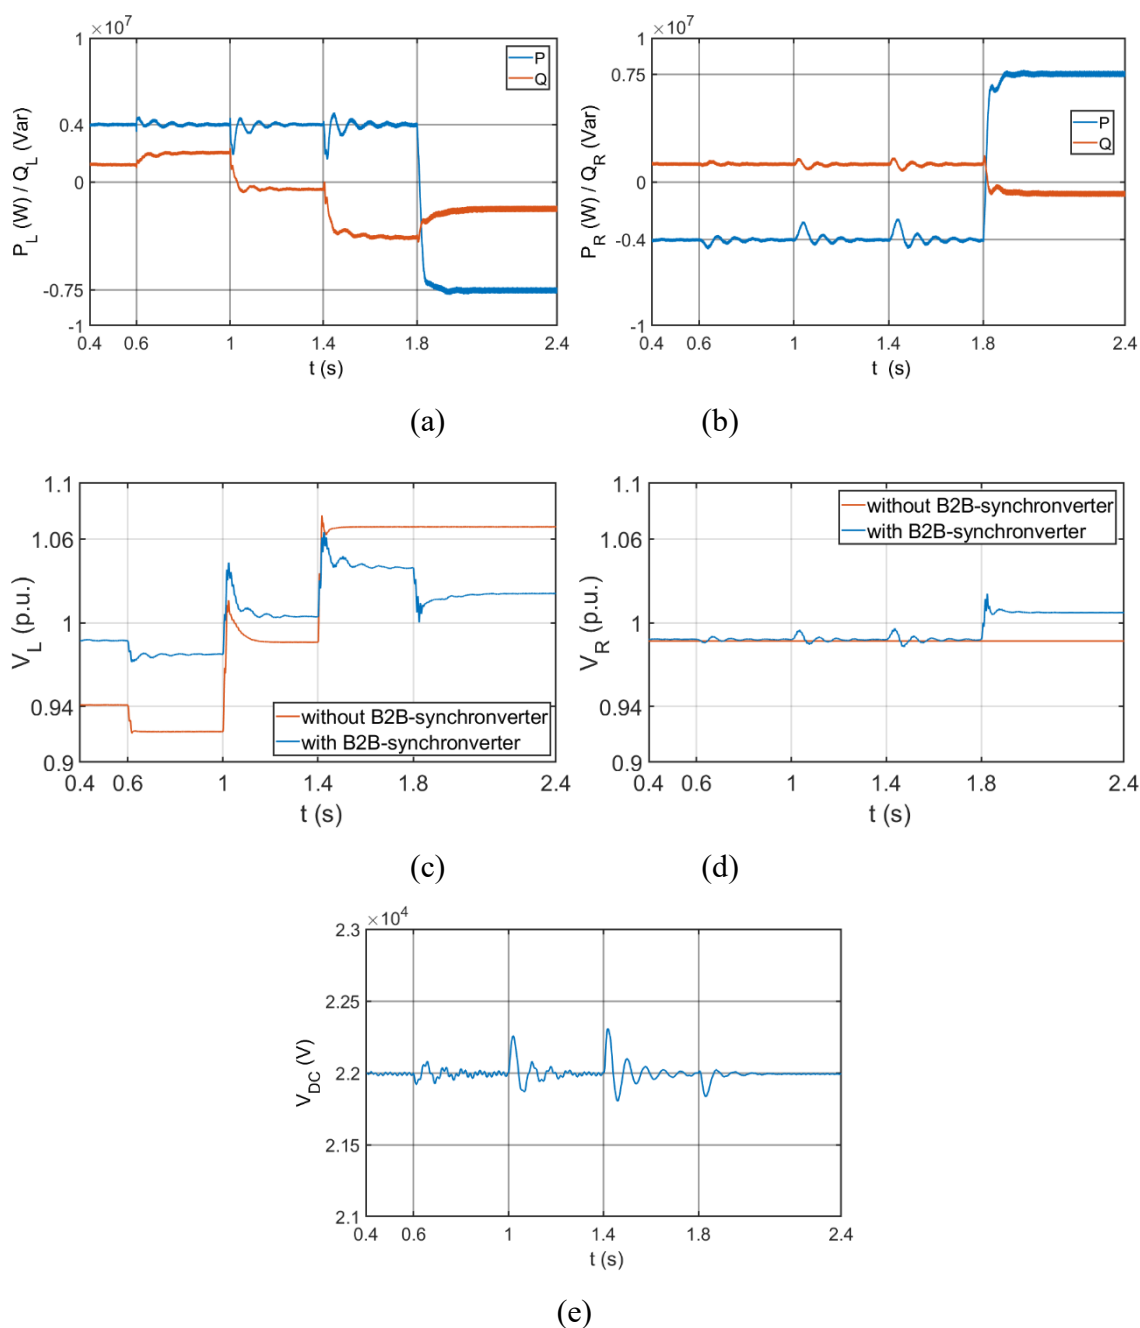 ×10^7
1
0.4
0
-0.75
-1
P_L (W) / Q_L (Var)
P
Q
0.4 0.6 1 1.4 1.8 2.4
t (s)
(a)
×10^7
1
0.75
0
-0.4
-1
P_R (W) / Q_R (Var)
P
Q
0.4 0.6 1 1.4 1.8 2.4
t (s)
(b)
1.1
1.06
1
0.94
0.9
V_L (p.u.)
without B2B-synchronverter
with B2B-synchronverter
0.4 0.6 1 1.4 1.8 2.4
t (s)
(c)
1.1
1.06
1
0.94
0.9
V_R (p.u.)
without B2B-synchronverter
with B2B-synchronverter
0.4 0.6 1 1.4 1.8 2.4
t (s)
(d)
×10^4
2.3
2.25
2.2
2.15
2.1
V_DC (V)
0.4 0.6 1 1.4 1.8 2.4
t (s)
(e)